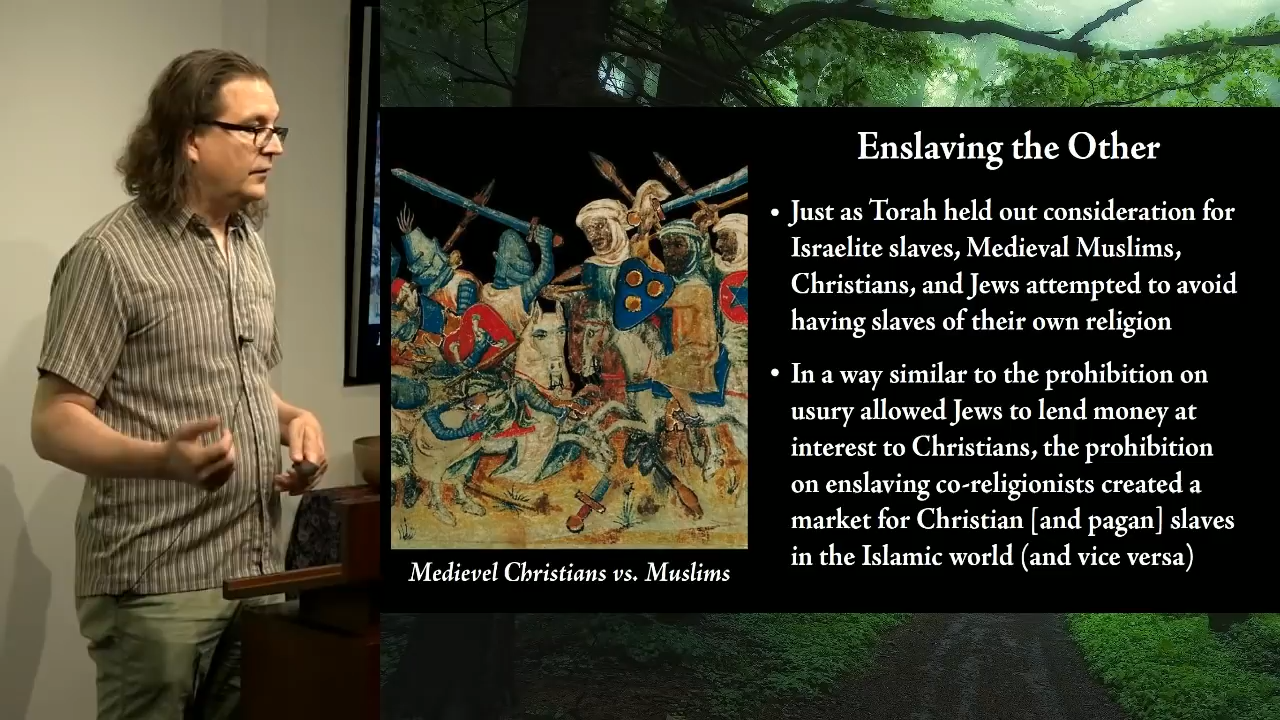 Enslaving the Other
• Just as Torah held out consideration for
Israelite slaves, Medieval Muslims,
Christians, and Jews attempted to avoid
having slaves of their own religion
• In a way similar to the prohibition on
usury allowed Jews to lend money at
interest to Christians, the prohibition
on enslaving co-religionists created a
market for Christian [and pagan] slaves
in the Islamic world (and vice versa)
Medievel Christians vs. Muslims